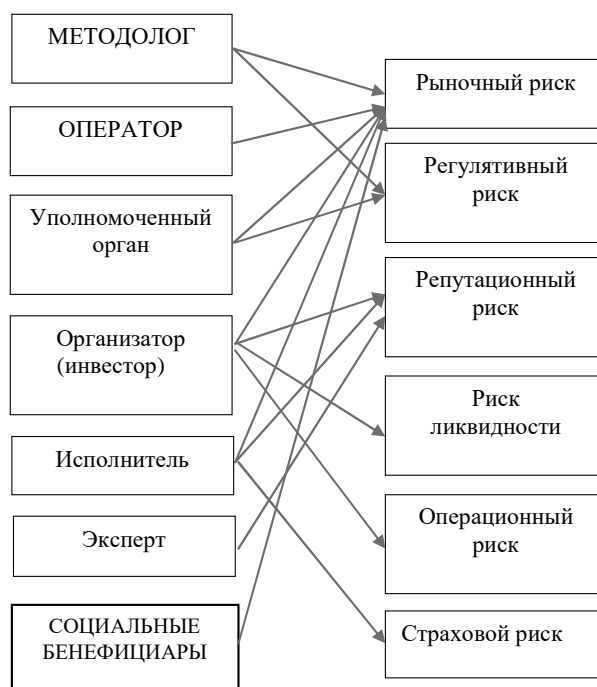 МЕТОДОЛОГ
ОПЕРАТОР
Уполномоченный
орган
Организатор
(инвестор)
Исполнитель
Эксперт
СОЦИАЛЬНЫЕ
БЕНЕФИЦИАРЫ
Рыночный риск
Регулятивный
риск
Репутационный
риск
Риск
ликвидности
Операционный
риск
Страховой риск